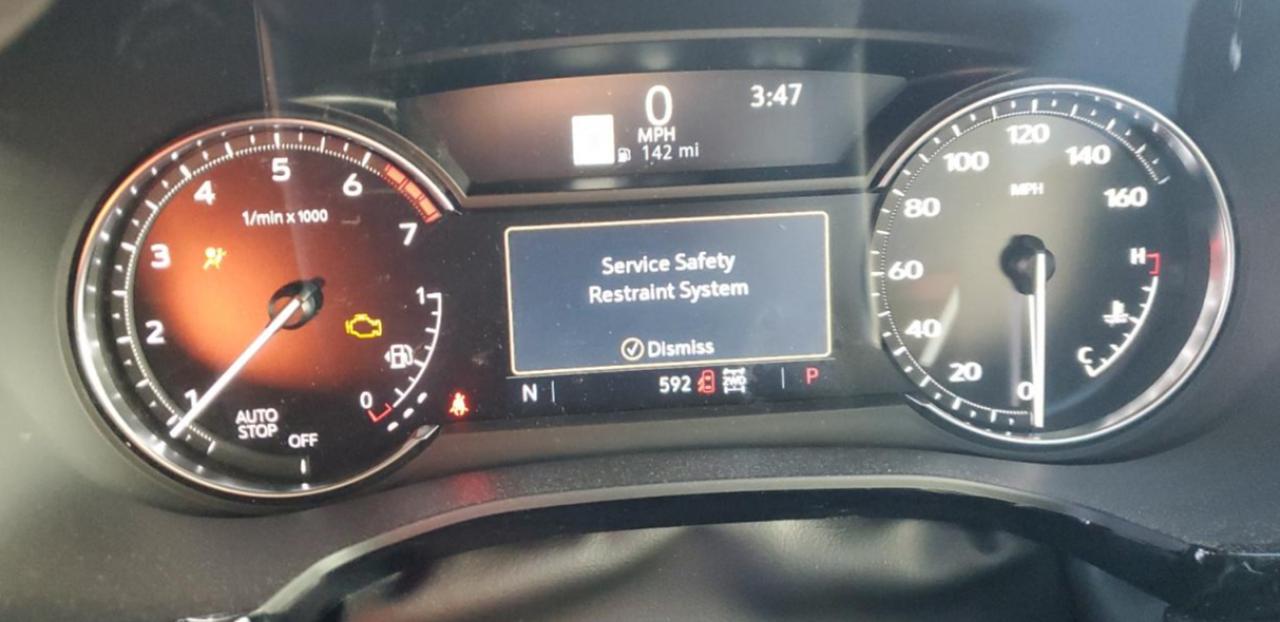 0
MPH
142 mi
3:47
1/min x 1000
1
2
3
4
5
6
7
1
0
AUTO
STOP
OFF
Service Safety
Restraint System
Dismiss
N
592
2WD
P
0
20
40
60
80
100
120
140
160
MPH
H
C